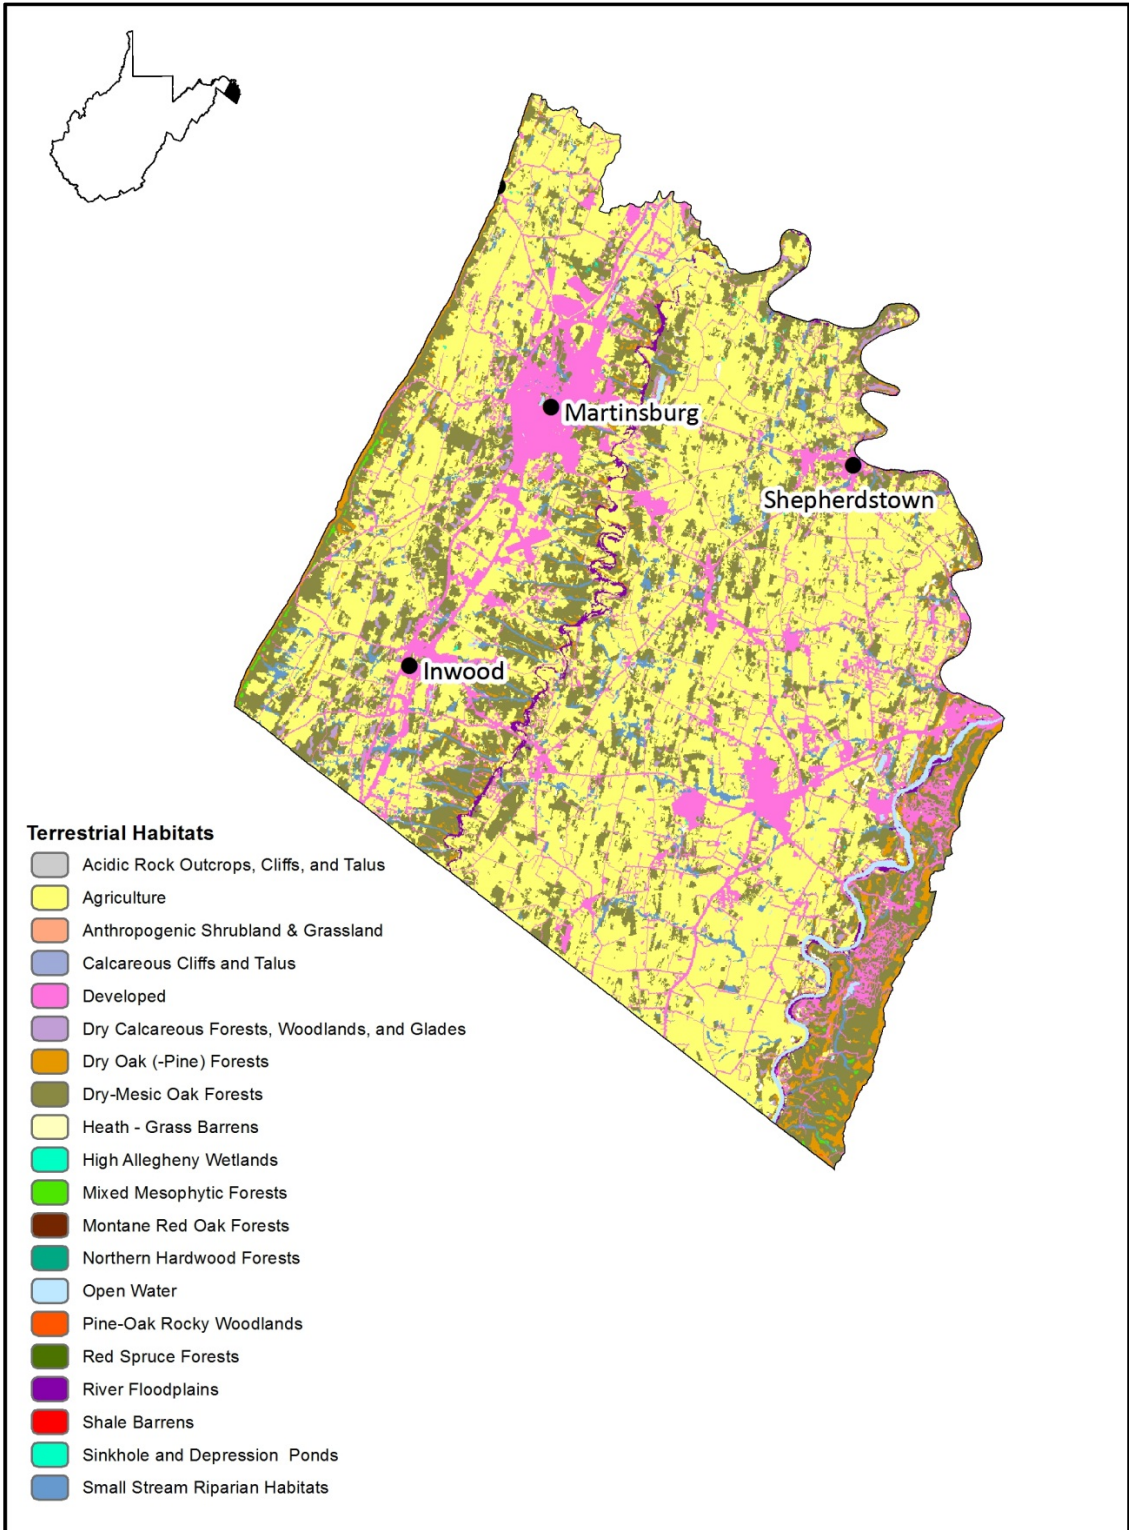 Martinsburg
Shepherdstown
Inwood
Terrestrial Habitats
Acidic Rock Outcrops, Cliffs, and Talus
Agriculture
Anthropogenic Shrubland & Grassland
Calcareous Cliffs and Talus
Developed
Dry Calcareous Forests, Woodlands, and Glades
Dry Oak (-Pine) Forests
Dry-Mesic Oak Forests
Heath - Grass Barrens
High Allegheny Wetlands
Mixed Mesophytic Forests
Montane Red Oak Forests
Northern Hardwood Forests
Open Water
Pine-Oak Rocky Woodlands
Red Spruce Forests
River Floodplains
Shale Barrens
Sinkhole and Depression  Ponds
Small Stream Riparian Habitats